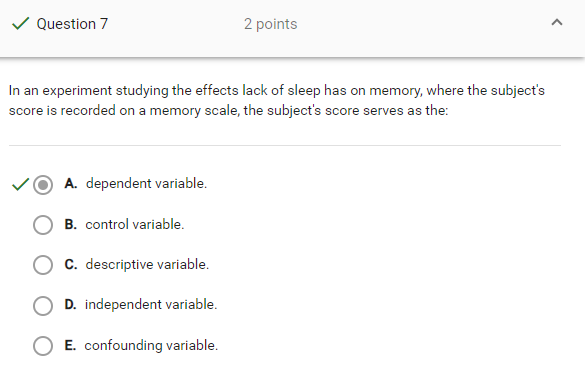 Question 7 2 points
In an experiment studying the effects lack of sleep has on memory, where the subject's
score is recorded on a memory scale, the subject's score serves as the:
A. dependent variable.
B. control variable.
C. descriptive variable.
D. independent variable.
E. confounding variable.